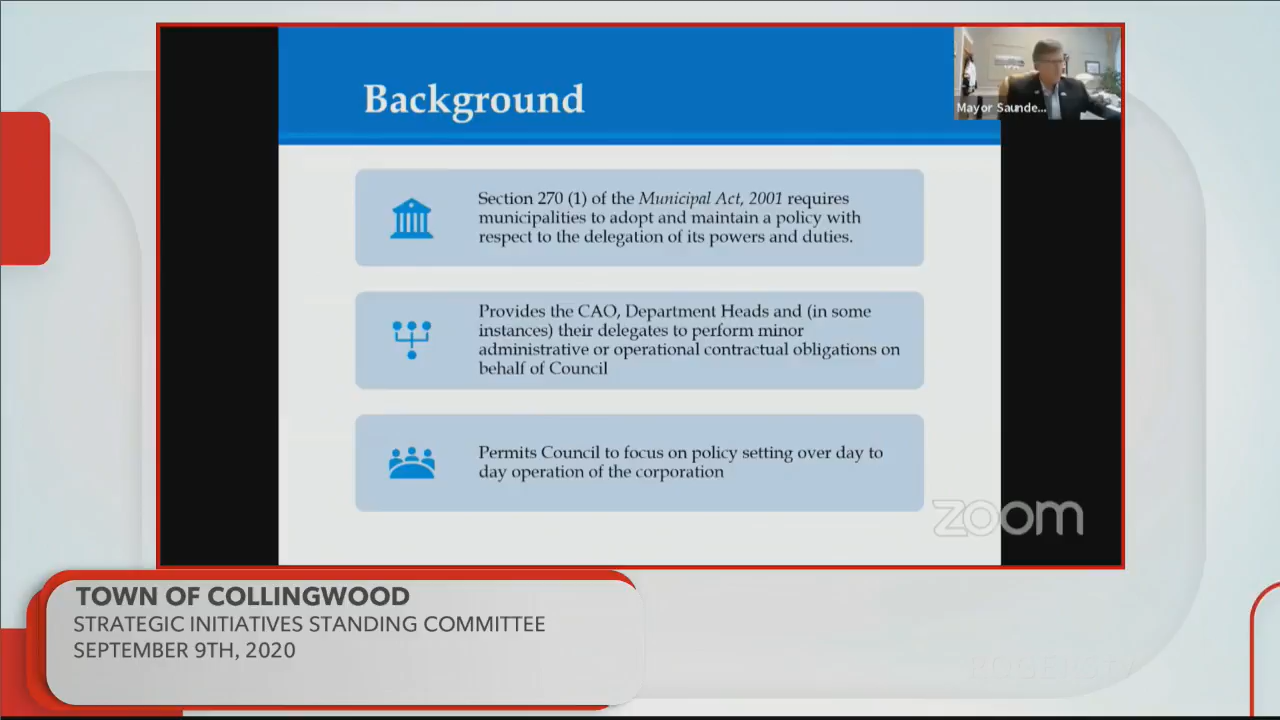 Background
Mayor Saunde...
Section 270 (1) of the Municipal Act, 2001 requires
municipalities to adopt and maintain a policy with
respect to the delegation of its powers and duties.
Provides the CAO, Department Heads and (in some
instances) their delegates to perform minor
administrative or operational contractual obligations on
behalf of Council
Permits Council to focus on policy setting over day to
day operation of the corporation
zoom
TOWN OF COLLINGWOOD
STRATEGIC INITIATIVES STANDING COMMITTEE
SEPTEMBER 9TH, 2020